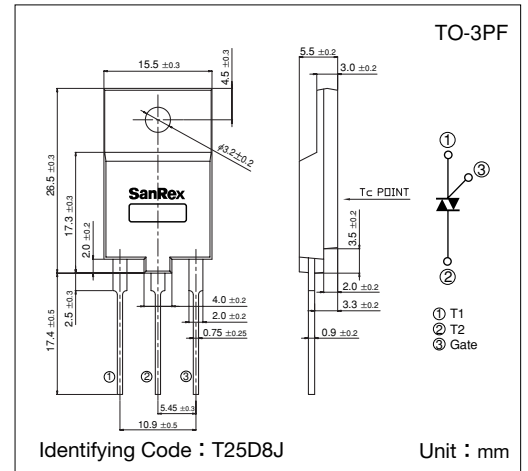 TO-3PF
5.5 ±0.2
3.0 ±0.2
15.5 ±0.3
4.5 ±0.3
φ3.2±0.2
26.5 ±0.3
17.3 ±0.3
2.0 ±0.2
SanRex
Tc POINT
3.5 ±0.2
①
③
②
17.4 ±0.5
2.5 ±0.3
4.0 ±0.2
2.0 ±0.2
0.75 ±0.25
2.0 ±0.2
3.3 ±0.2
0.9 ±0.2
① T1
② T2
③ Gate
① ② ③
5.45 ±0.3
10.9 ±0.5
Identifying Code：T25D8J
Unit：mm